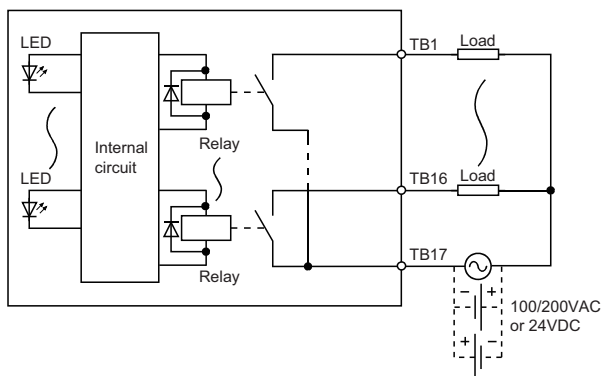 LED
TB1
Load
Relay
Internal
circuit
LED
TB16
Load
TB17
Relay
− +
+ −
100/200VAC
or 24VDC